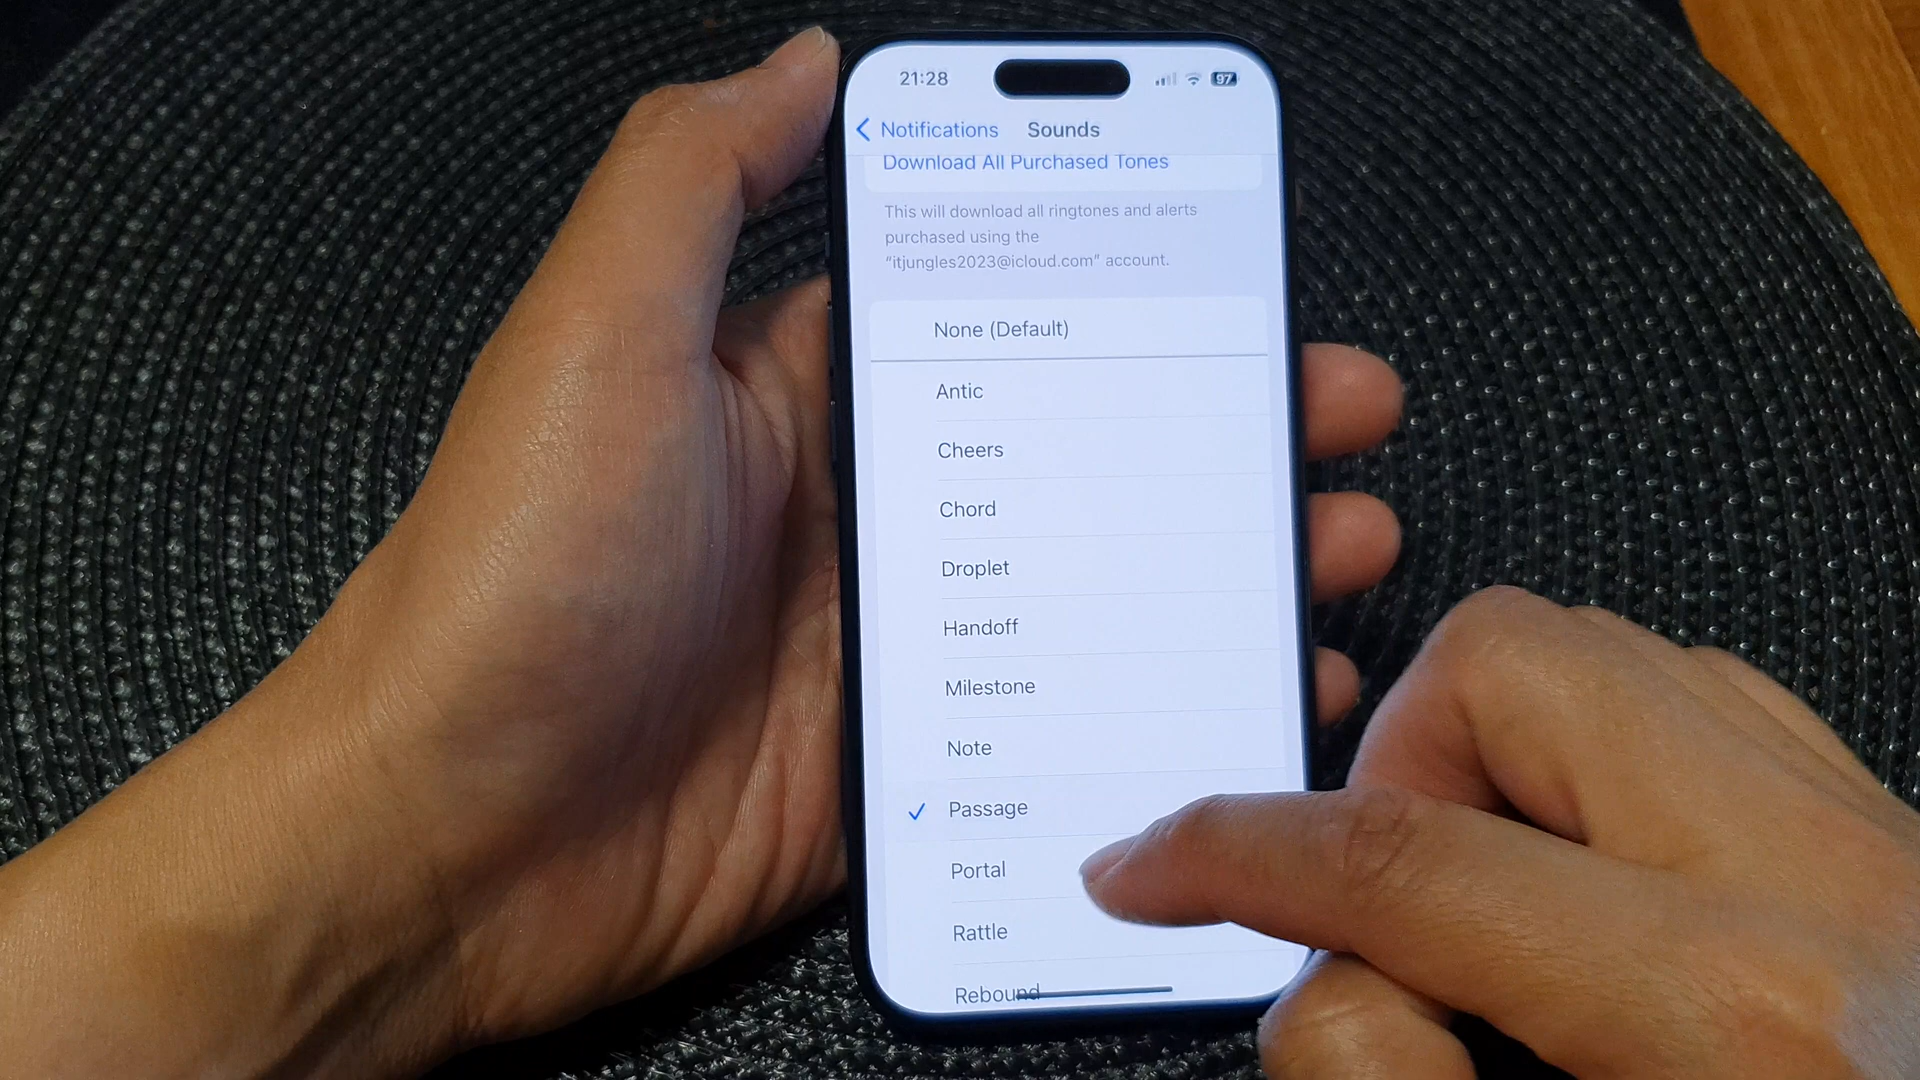 21:28
97
Notifications Sounds
Download All Purchased Tones
This will download all ringtones and alerts
purchased using the
“itjungles2023@icloud.com” account.
None (Default)
Antic
Cheers
Chord
Droplet
Handoff
Milestone
Note
Passage
Portal
Rattle
Rebound